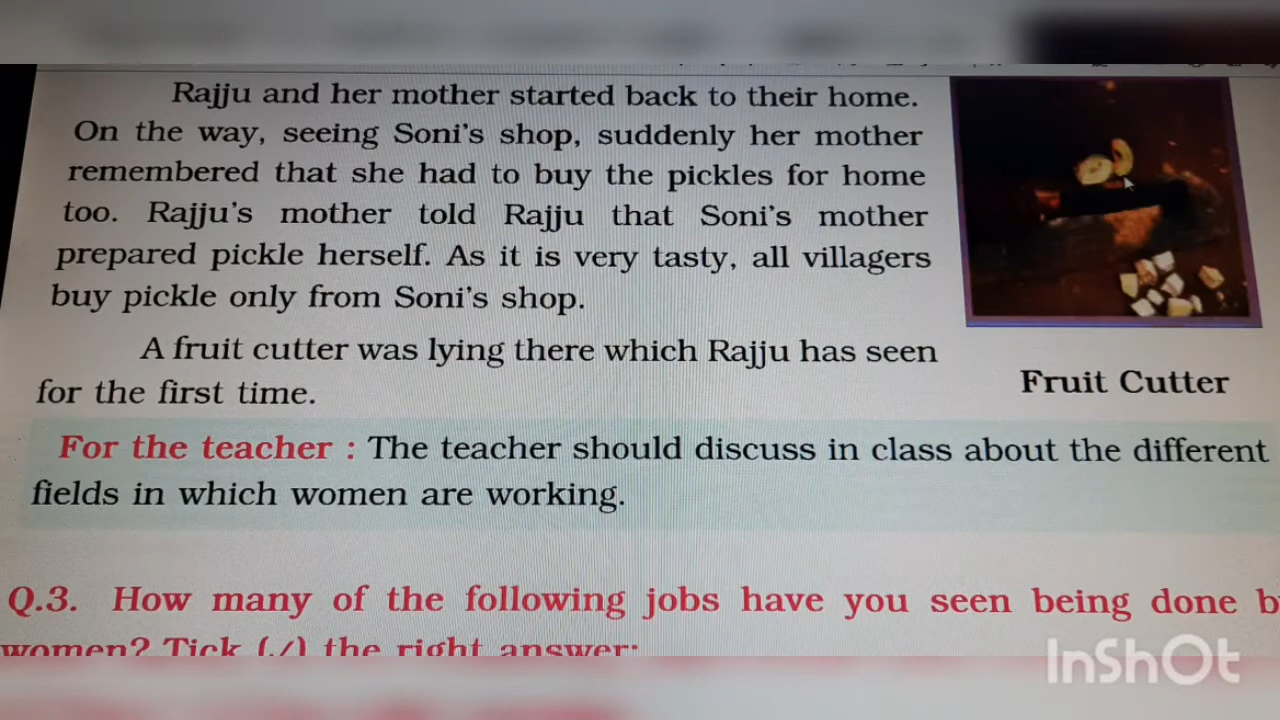 Rajju and her mother started back to their home.
On the way, seeing Soni's shop, suddenly her mother
remembered that she had to buy the pickles for home
too. Rajju's mother told Rajju that Soni's mother
prepared pickle herself. As it is very tasty, all villagers
buy pickle only from Soni's shop.
A fruit cutter was lying there which Rajju has seen
for the first time.
Fruit Cutter
For the teacher : The teacher should discuss in class about the different
fields in which women are working.
Q.3. How many of the following jobs have you seen being done
women? Tick (✓) the right answer:
InShOt